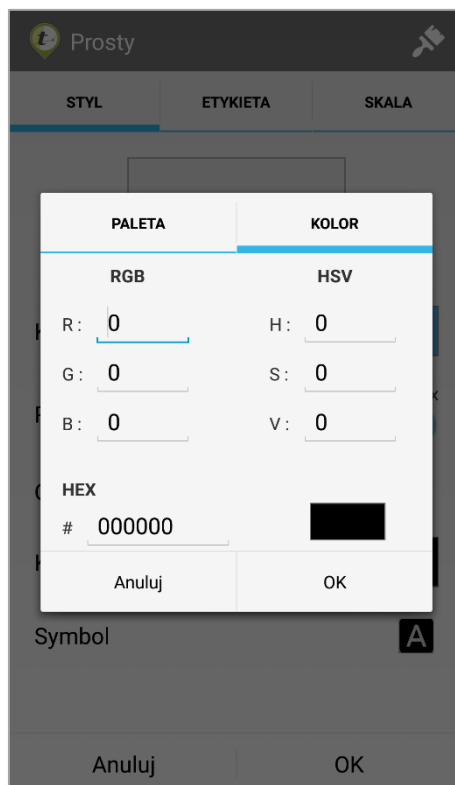 Prosty
STYL ETYKIETA SKALA
PALETA KOLOR
RGB HSV
R : 0 H : 0
G : 0 S : 0
B : 0 V : 0
HEX
# 000000
Anuluj OK
Symbol A
Anuluj OK